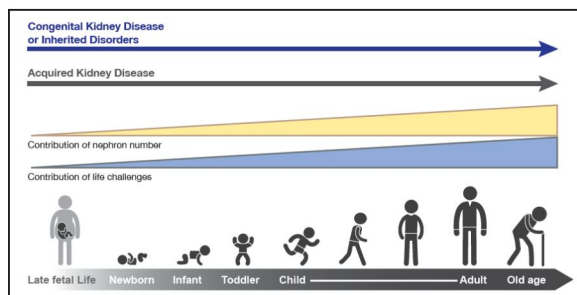 Congenital Kidney Disease
or Inherited Disorders
Acquired Kidney Disease
Contribution of nephron number
Contribution of life challenges
Late fetal Life Newborn Infant Toddler Child Adult Old age